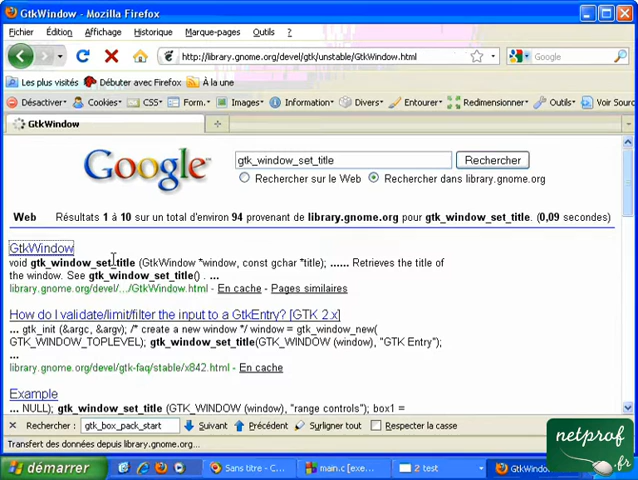 GtkWindow - Mozilla Firefox
Fichier Édition Affichage Historique Marque-pages Outils ?
http://library.gnome.org/devel/gtk/unstable/GtkWindow.html Google
Les plus visités Débuter avec Firefox À la une
Désactiver Cookies CSS Form. Images Information Divers Entourer Redimensionner Outils Voir Sourc
GtkWindow
Google gtk_window_set_title Rechercher
Rechercher sur le Web Rechercher dans library.gnome.org
Web Résultats 1 à 10 sur un total d'environ 94 provenant de library.gnome.org pour gtk_window_set_title. (0,09 secondes)
GtkWindow
void gtk_window_set_title (GtkWindow *window, const gchar *title); ...... Retrieves the title of
the window. See gtk_window_set_title() . ...
library.gnome.org/devel/.../GtkWindow.html - En cache - Pages similaires
How do I validate/limit/filter the input to a GtkEntry? [GTK 2.x]
... gtk_init (&argc, &argv); /* create a new window */ window = gtk_window_new(
GTK_WINDOW_TOPLEVEL); gtk_window_set_title(GTK_WINDOW (window), "GTK Entry");
...
library.gnome.org/devel/gtk-faq/stable/x842.html - En cache
Example
... NULL); gtk_window_set_title (GTK_WINDOW (window), "range controls"); box1 =
Rechercher : gtk_box_pack_start Suivant Précédent Surligner tout Respecter la casse
Transfert des données depuis library.gnome.org...
démarrer Sans titre - Bloc... main.c [exe... 2 test GtkWindo
netprof
.fr